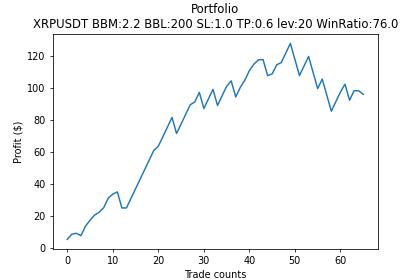 Portfolio
XRPUSDT BBM:2.2 BBL:200 SL:1.0 TP:0.6 lev:20 WinRatio:76.0
120
100
80
60
40
20
0
Profit ($)
0 10 20 30 40 50 60
Trade counts